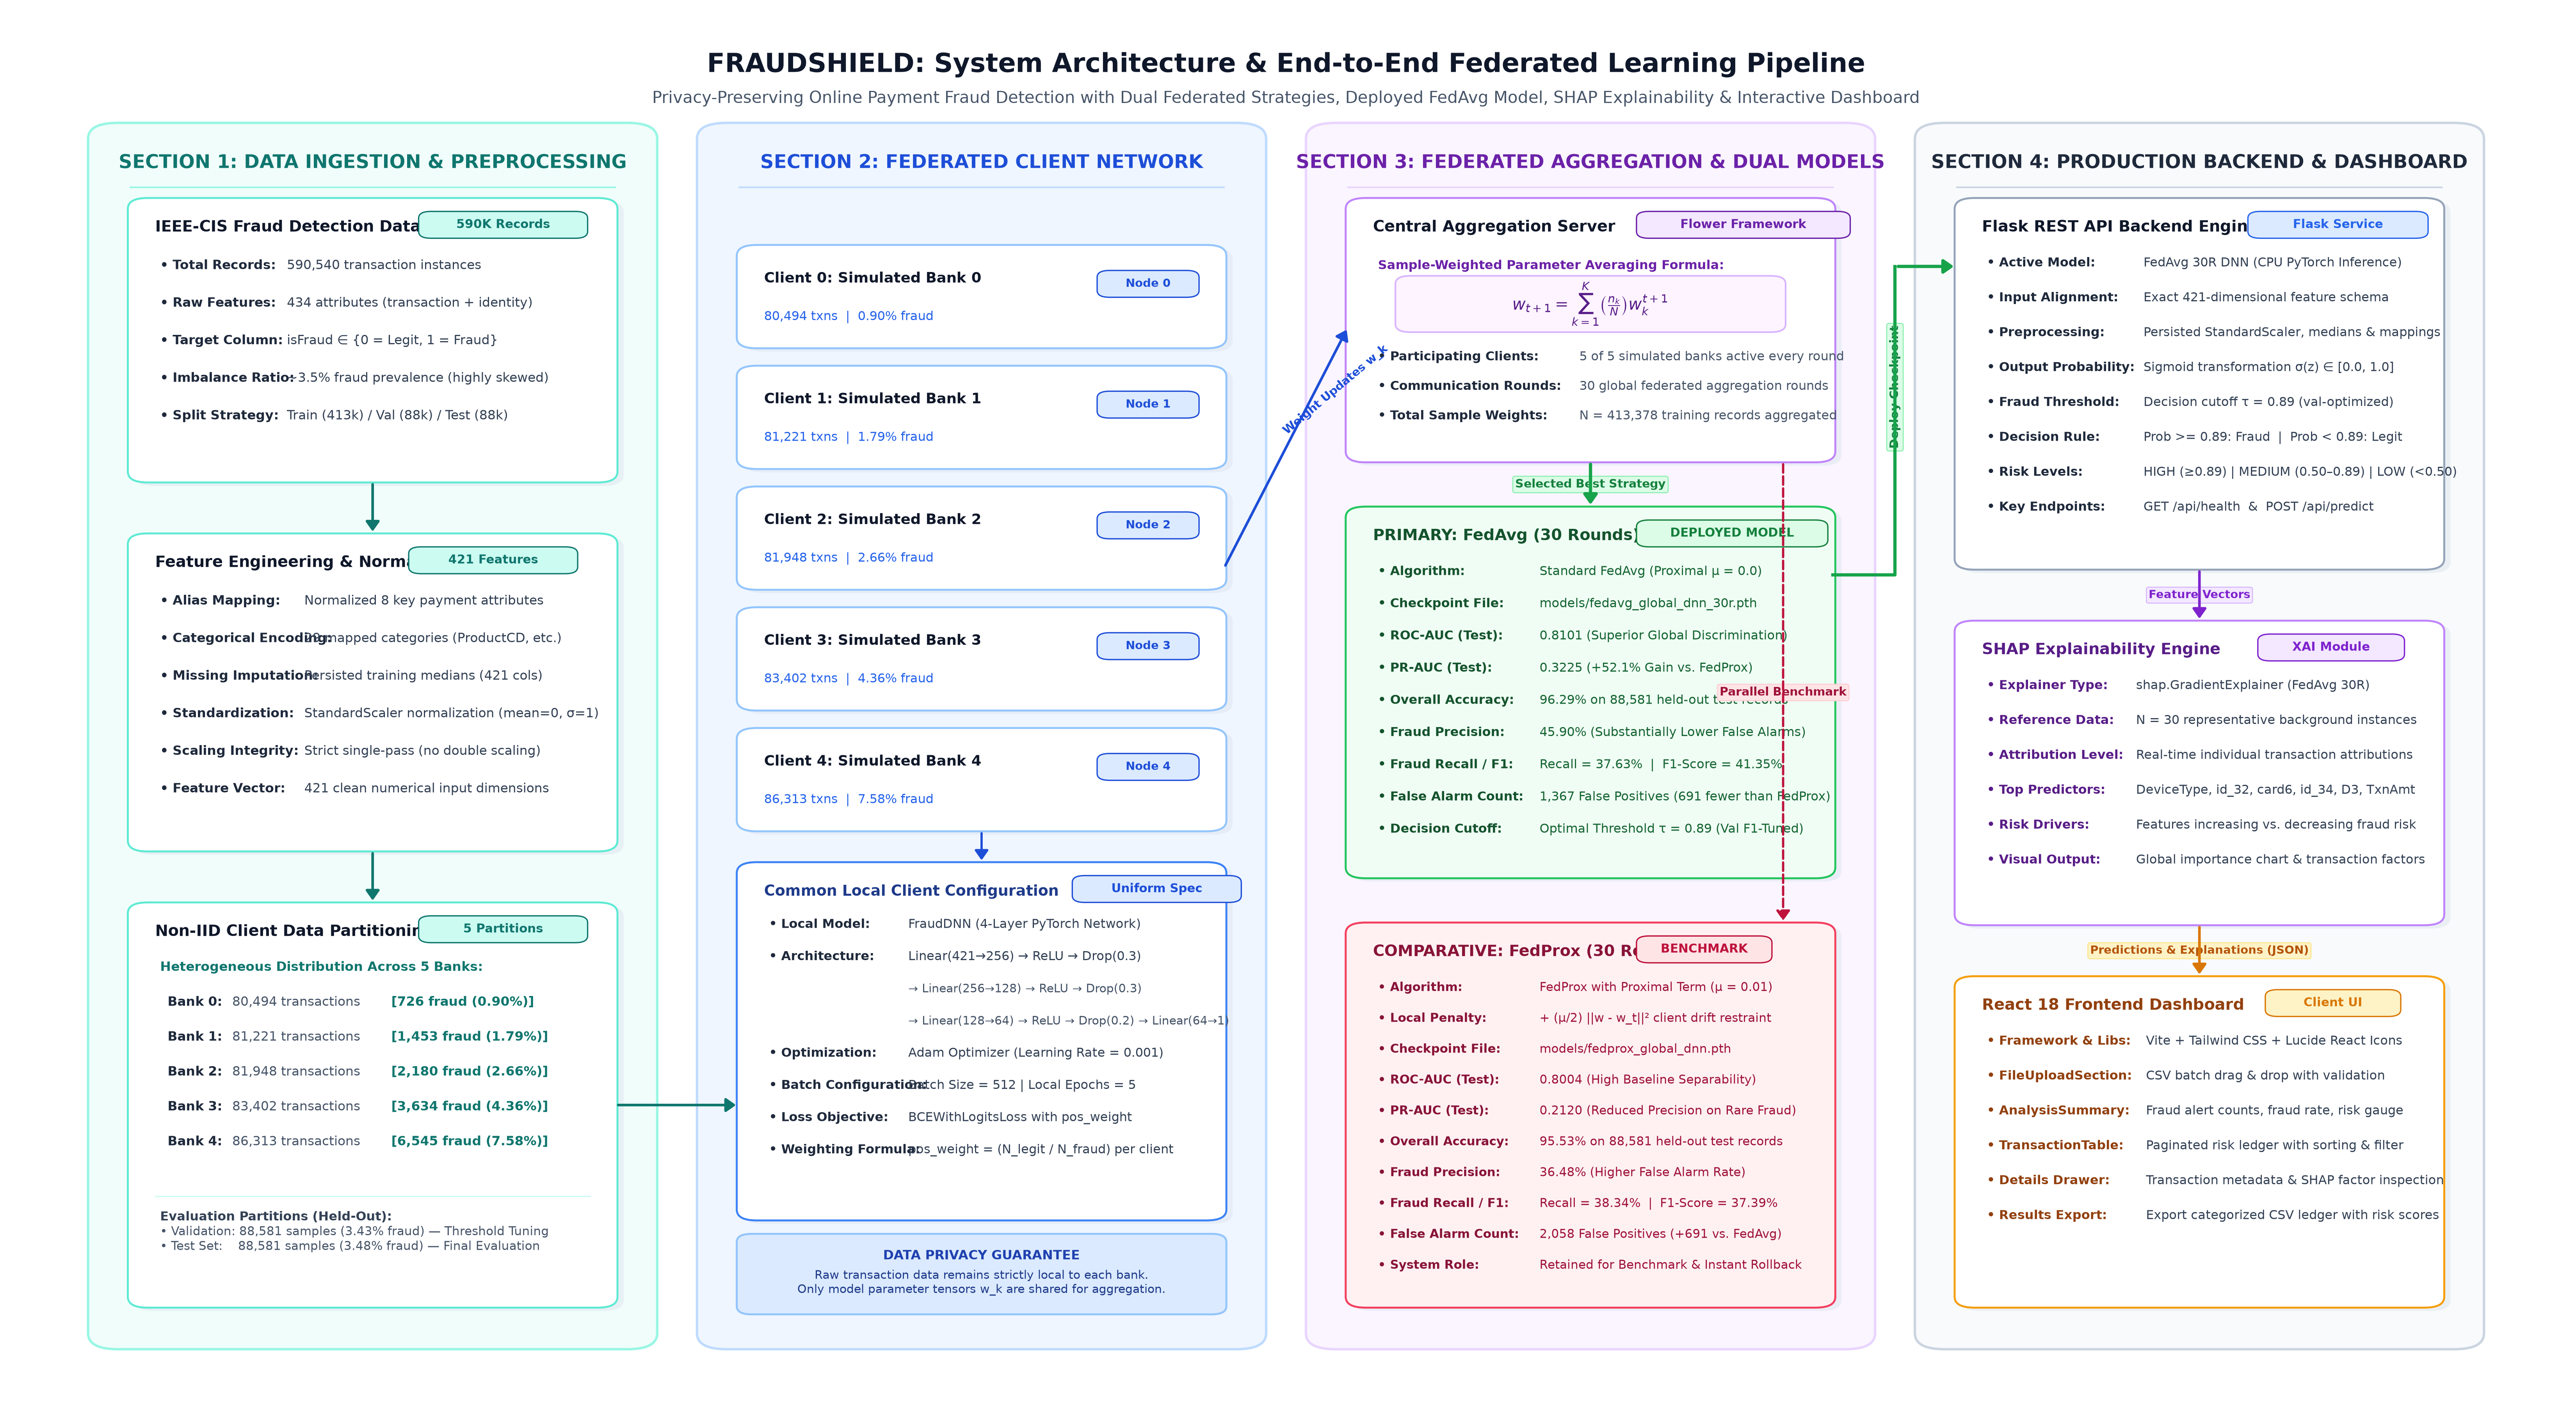 FRAUDSHIELD: System Architecture & End-to-End Federated Learning Pipeline
Privacy-Preserving Online Payment Fraud Detection with Dual Federated Strategies, Deployed FedAvg Model, SHAP Explainability & Interactive Dashboard
SECTION 1: DATA INGESTION & PREPROCESSING
IEEE-CIS Fraud Detection Data
590K Records
• Total Records: 590,540 transaction instances
• Raw Features: 434 attributes (transaction + identity)
• Target Column: isFraud ∈ {0 = Legit, 1 = Fraud}
• Imbalance Ratio: ~3.5% fraud prevalence (highly skewed)
• Split Strategy: Train (413k) / Val (88k) / Test (88k)
Feature Engineering & Norma
421 Features
• Alias Mapping: Normalized 8 key payment attributes
• Categorical Encoding: mapped categories (ProductCD, etc.)
• Missing Imputation: Persisted training medians (421 cols)
• Standardization: StandardScaler normalization (mean=0, σ=1)
• Scaling Integrity: Strict single-pass (no double scaling)
• Feature Vector: 421 clean numerical input dimensions
Non-IID Client Data Partitionin
5 Partitions
Heterogeneous Distribution Across 5 Banks:
Bank 0: 80,494 transactions [726 fraud (0.90%)]
Bank 1: 81,221 transactions [1,453 fraud (1.79%)]
Bank 2: 81,948 transactions [2,180 fraud (2.66%)]
Bank 3: 83,402 transactions [3,634 fraud (4.36%)]
Bank 4: 86,313 transactions [6,545 fraud (7.58%)]
Evaluation Partitions (Held-Out):
• Validation: 88,581 samples (3.43% fraud) — Threshold Tuning
• Test Set: 88,581 samples (3.48% fraud) — Final Evaluation
SECTION 2: FEDERATED CLIENT NETWORK
Client 0: Simulated Bank 0
Node 0
80,494 txns | 0.90% fraud
Client 1: Simulated Bank 1
Node 1
81,221 txns | 1.79% fraud
Client 2: Simulated Bank 2
Node 2
81,948 txns | 2.66% fraud
Client 3: Simulated Bank 3
Node 3
83,402 txns | 4.36% fraud
Client 4: Simulated Bank 4
Node 4
86,313 txns | 7.58% fraud
Common Local Client Configuration
Uniform Spec
• Local Model: FraudDNN (4-Layer PyTorch Network)
• Architecture: Linear(421→256) → ReLU → Drop(0.3)
→ Linear(256→128) → ReLU → Drop(0.3)
→ Linear(128→64) → ReLU → Drop(0.2) → Linear(64→1)
• Optimization: Adam Optimizer (Learning Rate = 0.001)
• Batch Configuration: Batch Size = 512 | Local Epochs = 5
• Loss Objective: BCEWithLogitsLoss with pos_weight
• Weighting Formula: pos_weight = (N_legit / N_fraud) per client
DATA PRIVACY GUARANTEE
Raw transaction data remains strictly local to each bank.
Only model parameter tensors w_k are shared for aggregation.
Weight Updates w_k
SECTION 3: FEDERATED AGGREGATION & DUAL MODELS
Central Aggregation Server
Flower Framework
Sample-Weighted Parameter Averaging Formula:
w_{t+1} = ∑_{k=1}^{K} (n_k/N) w_k^{t+1}
• Participating Clients: 5 of 5 simulated banks active every round
• Communication Rounds: 30 global federated aggregation rounds
• Total Sample Weights: N = 413,378 training records aggregated
Selected Best Strategy
PRIMARY: FedAvg (30 Rounds)
DEPLOYED MODEL
• Algorithm: Standard FedAvg (Proximal μ = 0.0)
• Checkpoint File: models/fedavg_global_dnn_30r.pth
• ROC-AUC (Test): 0.8101 (Superior Global Discrimination)
• PR-AUC (Test): 0.3225 (+52.1% Gain vs. FedProx)
Parallel Benchmark
• Overall Accuracy: 96.29% on 88,581 held-out test records
• Fraud Precision: 45.90% (Substantially Lower False Alarms)
• Fraud Recall / F1: Recall = 37.63% | F1-Score = 41.35%
• False Alarm Count: 1,367 False Positives (691 fewer than FedProx)
• Decision Cutoff: Optimal Threshold τ = 0.89 (Val F1-Tuned)
COMPARATIVE: FedProx (30 Ro
BENCHMARK
• Algorithm: FedProx with Proximal Term (μ = 0.01)
• Local Penalty: + (μ/2) ||w - w_t||² client drift restraint
• Checkpoint File: models/fedprox_global_dnn.pth
• ROC-AUC (Test): 0.8004 (High Baseline Separability)
• PR-AUC (Test): 0.2120 (Reduced Precision on Rare Fraud)
• Overall Accuracy: 95.53% on 88,581 held-out test records
• Fraud Precision: 36.48% (Higher False Alarm Rate)
• Fraud Recall / F1: Recall = 38.34% | F1-Score = 37.39%
• False Alarm Count: 2,058 False Positives (+691 vs. FedAvg)
• System Role: Retained for Benchmark & Instant Rollback
Deploy Checkpoint
SECTION 4: PRODUCTION BACKEND & DASHBOARD
Flask REST API Backend Engin
Flask Service
• Active Model: FedAvg 30R DNN (CPU PyTorch Inference)
• Input Alignment: Exact 421-dimensional feature schema
• Preprocessing: Persisted StandardScaler, medians & mappings
• Output Probability: Sigmoid transformation σ(z) ∈ [0.0, 1.0]
• Fraud Threshold: Decision cutoff τ = 0.89 (val-optimized)
• Decision Rule: Prob >= 0.89: Fraud | Prob < 0.89: Legit
• Risk Levels: HIGH (≥0.89) | MEDIUM (0.50–0.89) | LOW (<0.50)
• Key Endpoints: GET /api/health & POST /api/predict
Feature Vectors
SHAP Explainability Engine
XAI Module
• Explainer Type: shap.GradientExplainer (FedAvg 30R)
• Reference Data: N = 30 representative background instances
• Attribution Level: Real-time individual transaction attributions
• Top Predictors: DeviceType, id_32, card6, id_34, D3, TxnAmt
• Risk Drivers: Features increasing vs. decreasing fraud risk
• Visual Output: Global importance chart & transaction factors
Predictions & Explanations (JSON)
React 18 Frontend Dashboard
Client UI
• Framework & Libs: Vite + Tailwind CSS + Lucide React Icons
• FileUploadSection: CSV batch drag & drop with validation
• AnalysisSummary: Fraud alert counts, fraud rate, risk gauge
• TransactionTable: Paginated risk ledger with sorting & filter
• Details Drawer: Transaction metadata & SHAP factor inspection
• Results Export: Export categorized CSV ledger with risk scores